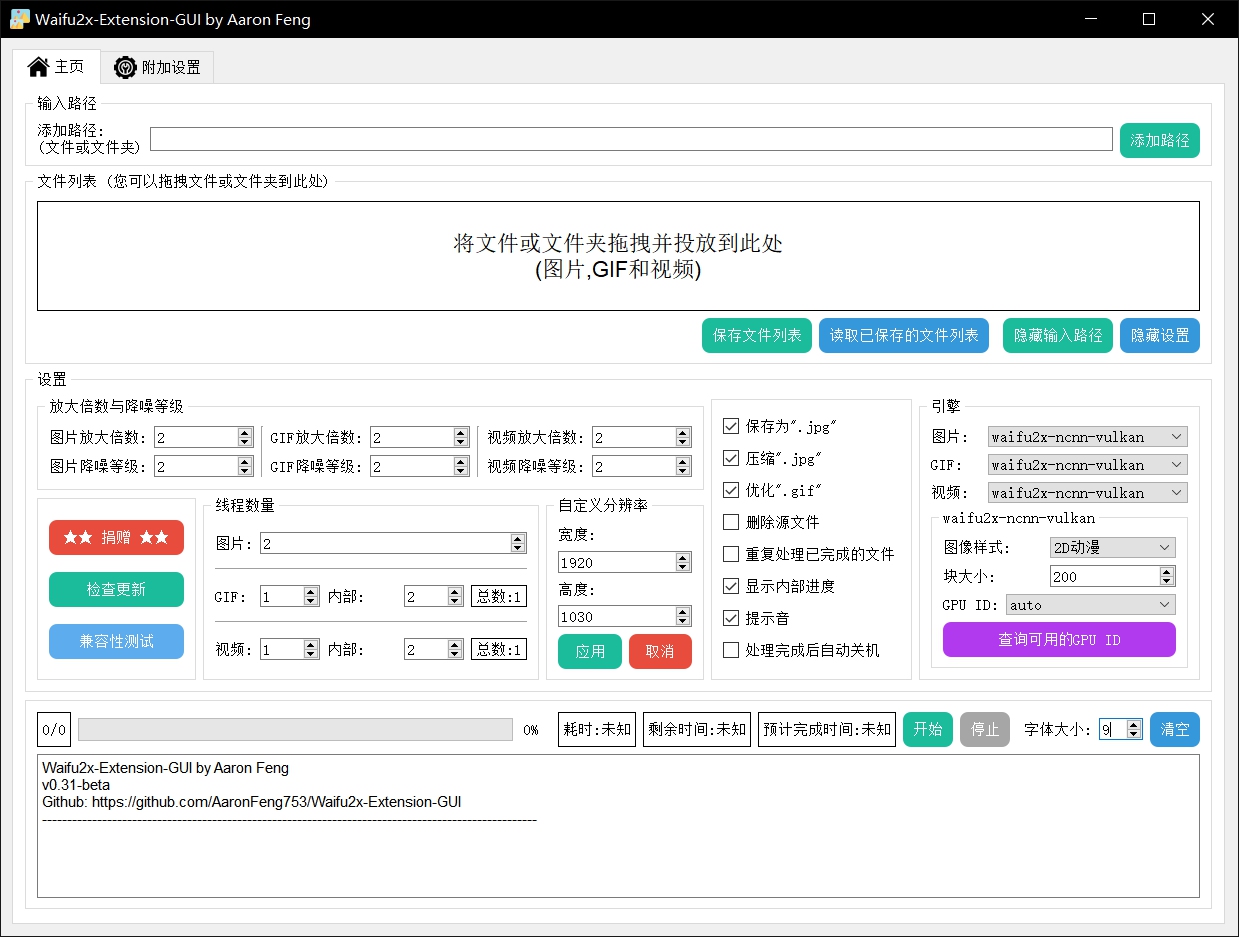 Waifu2x-Extension-GUI by Aaron Feng
主页
附加设置
输入路径
添加路径:
(文件或文件夹)
添加路径
文件列表 (您可以拖拽文件或文件夹到此处)
将文件或文件夹拖拽并投放到此处
(图片,GIF和视频)
保存文件列表
读取已保存的文件列表
隐藏输入路径
隐藏设置
设置
放大倍数与降噪等级
图片放大倍数: 2
GIF放大倍数: 2
视频放大倍数: 2
图片降噪等级: 2
GIF降噪等级: 2
视频降噪等级: 2
★★ 捐赠 ★★
检查更新
兼容性测试
线程数量
图片: 2
GIF: 1 内部: 2 总数:1
视频: 1 内部: 2 总数:1
自定义分辨率
宽度:
1920
高度:
1030
应用
取消
保存为".jpg"
压缩".jpg"
优化".gif"
删除源文件
重复处理已完成的文件
显示内部进度
提示音
处理完成后自动关机
引擎
图片: waifu2x-ncnn-vulkan
GIF: waifu2x-ncnn-vulkan
视频: waifu2x-ncnn-vulkan
waifu2x-ncnn-vulkan
图像样式: 2D动漫
块大小: 200
GPU ID: auto
查询可用的GPU ID
0/0
0%
耗时:未知
剩余时间:未知
预计完成时间:未知
开始
停止
字体大小: 9
清空
Waifu2x-Extension-GUI by Aaron Feng
v0.31-beta
Github: https://github.com/AaronFeng753/Waifu2x-Extension-GUI
---------------------------------------------------------------------------------------------------